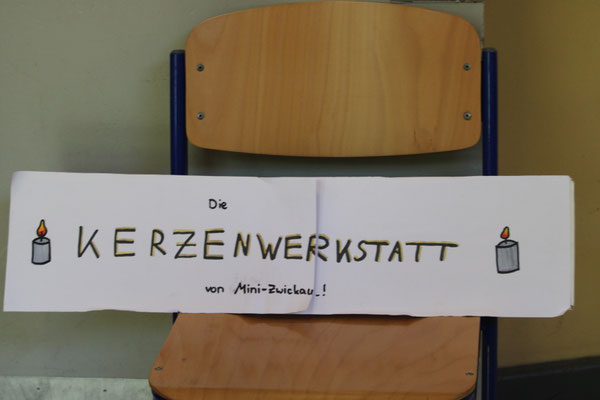 Die
KERZENWERKSTATT
von Mini-Zwickau!